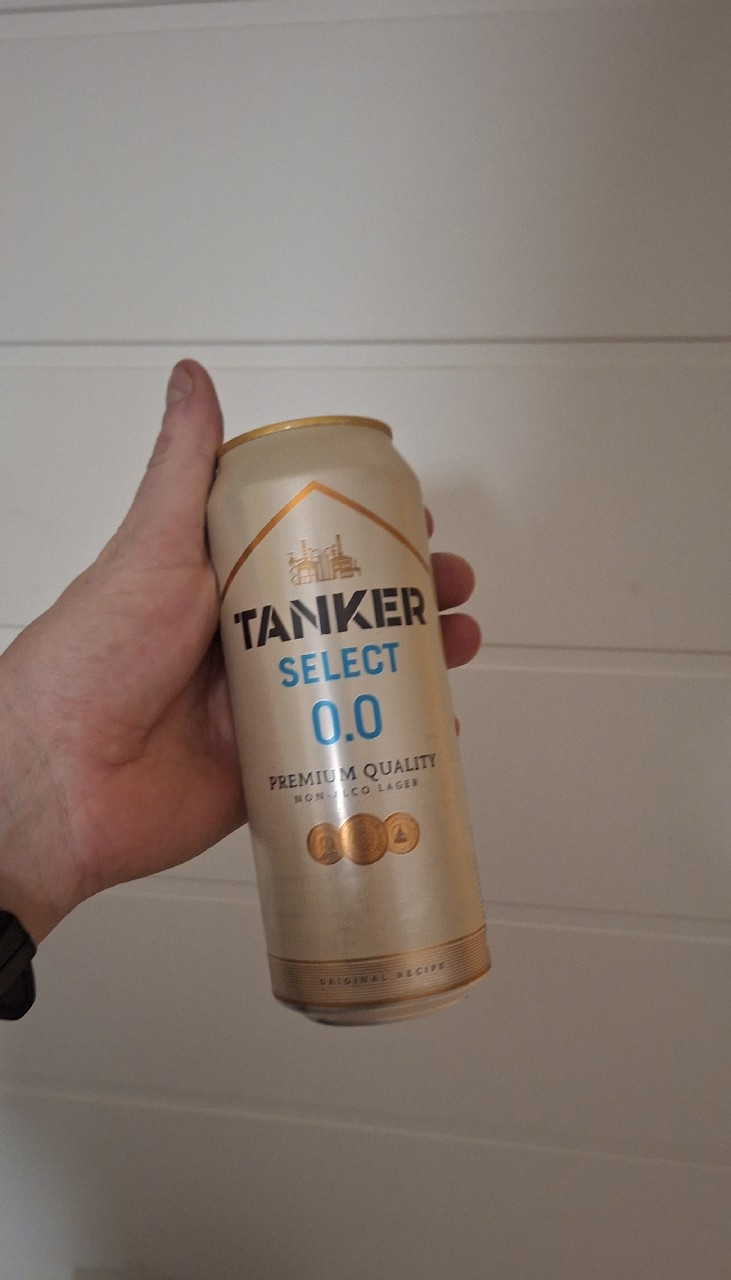 TANKER
SELECT
0.0
PREMIUM QUALITY
NON-ALCO LAGER
ORIGINAL RECIPE